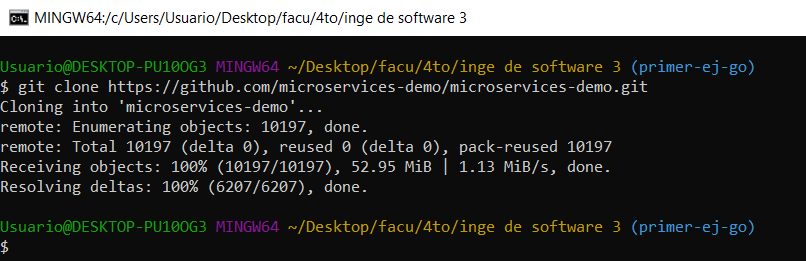 MINGW64:/c/Users/Usuario/Desktop/facu/4to/inge de software 3
Usuario@DESKTOP-PU10OG3 MINGW64 ~/Desktop/facu/4to/inge de software 3 (primer-ej-go)
$ git clone https://github.com/microservices-demo/microservices-demo.git
Cloning into 'microservices-demo'...
remote: Enumerating objects: 10197, done.
remote: Total 10197 (delta 0), reused 0 (delta 0), pack-reused 10197
Receiving objects: 100% (10197/10197), 52.95 MiB | 1.13 MiB/s, done.
Resolving deltas: 100% (6207/6207), done.
Usuario@DESKTOP-PU10OG3 MINGW64 ~/Desktop/facu/4to/inge de software 3 (primer-ej-go)
$